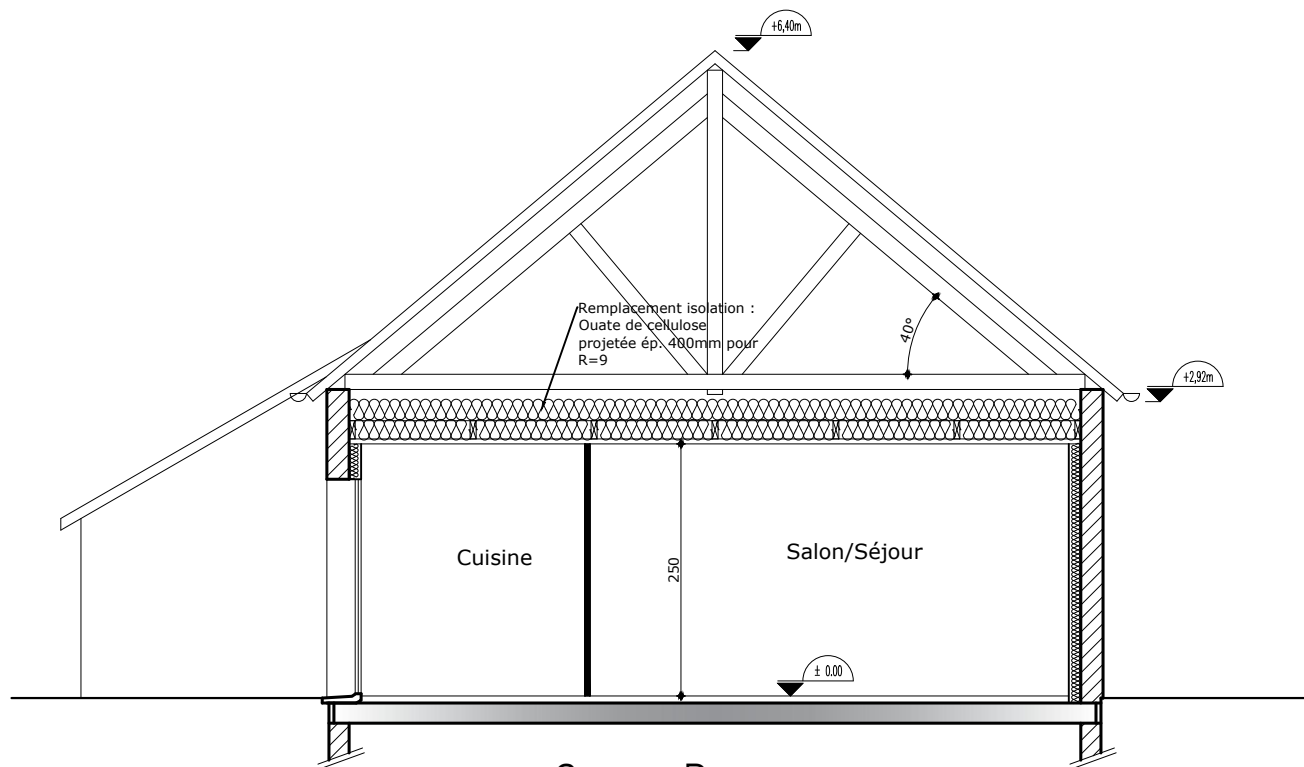 +6,40m
Remplacement isolation :
Ouate de cellulose
projetée ép. 400mm pour
R=9
40°
+2,92m
Cuisine
250
Salon/Séjour
± 0.00